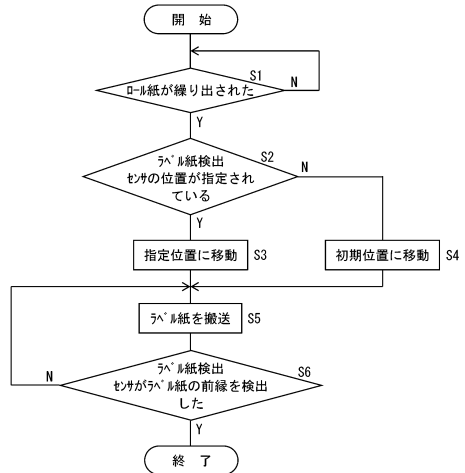 開　始
S1
ﾛｰﾙ紙が繰り出された
N
Y
ﾗﾍﾞﾙ紙検出
S2
ｾﾝｻの位置が指定され
ている
N
Y
指定位置に移動
S3
初期位置に移動
S4
ﾗﾍﾞﾙ紙を搬送
S5
ﾗﾍﾞﾙ紙検出
S6
ｾﾝｻがﾗﾍﾞﾙ紙の前縁を検出
した
N
Y
終　了